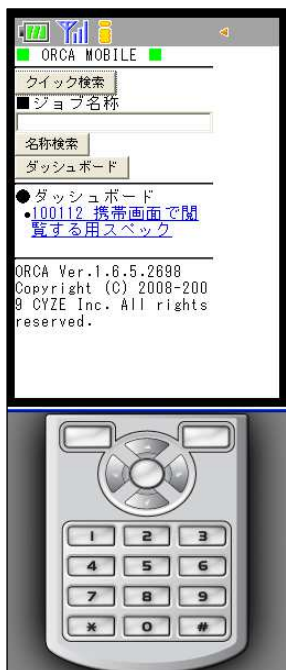 ■ ORCA MOBILE ■
クイック検索
■ジョブ名称
名称検索
ダッシュボード
●ダッシュボード
•100112 携帯画面で閲
覧する用スペック
ORCA Ver.1.6.5.2698
Copyright (C) 2008-200
9 CYZE Inc. All rights
reserved.
1 2 3
4 5 6
7 8 9
* 0 #